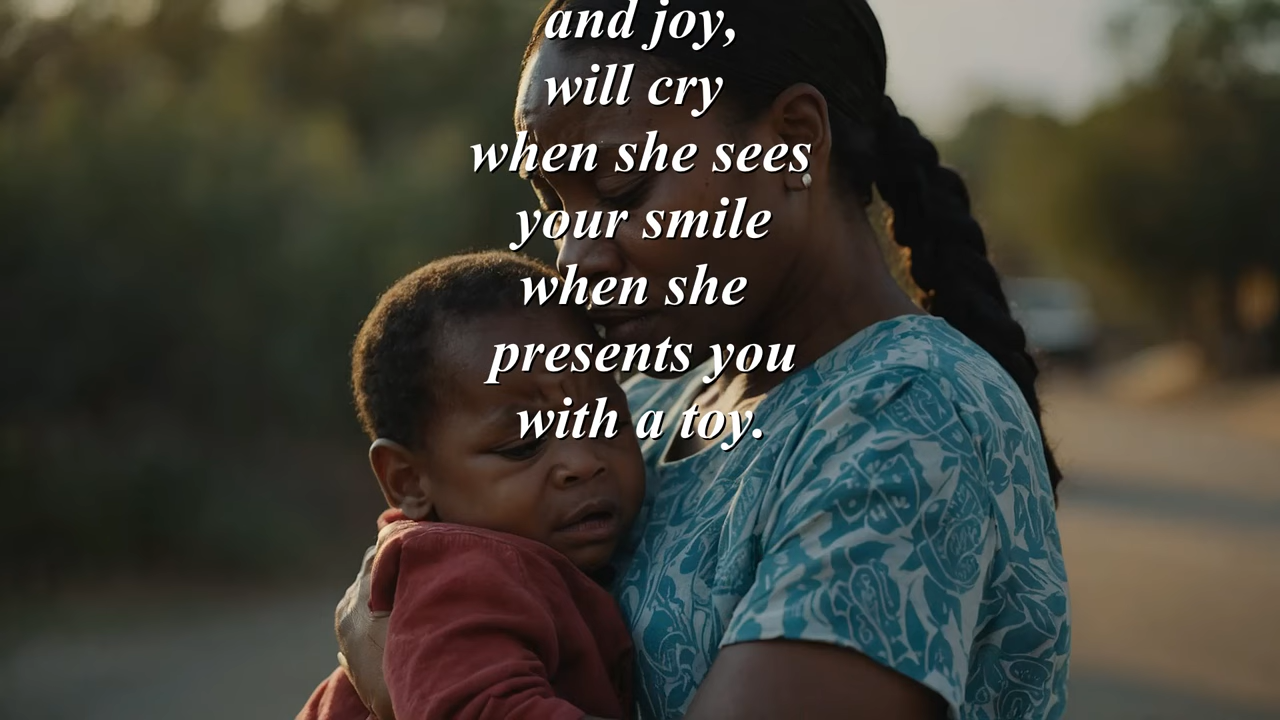 and joy,
will cry
when she sees
your smile
when she
presents you
with a toy.